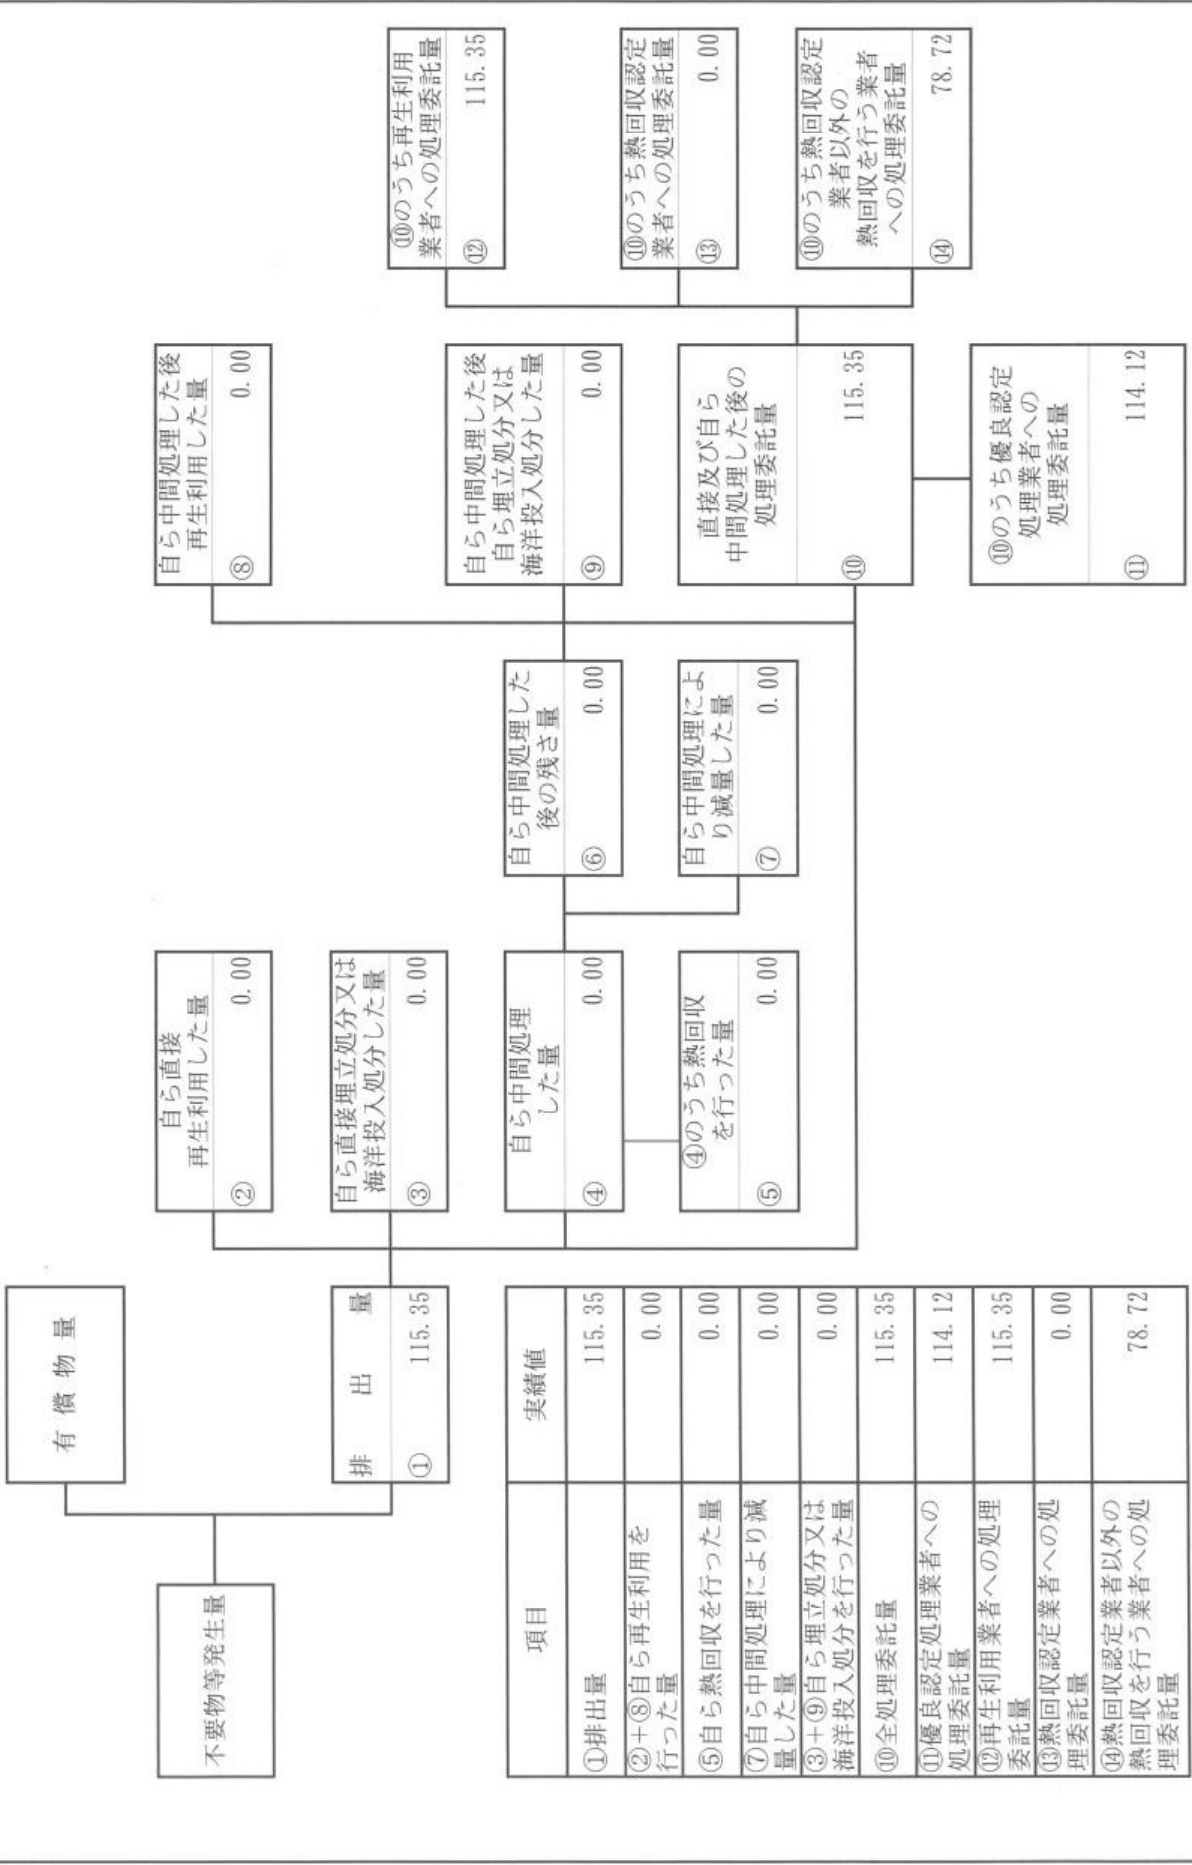 不要物等発生量
有償物量
排出量
① 115.35
自ら直接
再生利用した量
② 0.00
自ら直接埋立処分又は
海洋投入処分した量
③ 0.00
自ら中間処理
した量
④ 0.00
④のうち熱回収
を行った量
⑤ 0.00
自ら中間処理した
後の残さ量
⑥ 0.00
自ら中間処理によ
り減量した量
⑦ 0.00
自ら中間処理した後
再生利用した量
⑧ 0.00
自ら中間処理した後
自ら埋立処分又は
海洋投入処分した量
⑨ 0.00
直接及び自ら
中間処理した後の
処理委託量
⑩ 115.35
⑩のうち優良認定
処理業者への
処理委託量
⑪ 114.12
⑩のうち再生利用
業者への処理委託量
⑫ 115.35
⑩のうち熱回収認定
業者への処理委託量
⑬ 0.00
⑩のうち熱回収認定
業者以外の
熱回収を行う業者
への処理委託量
⑭ 78.72
項目 実績値
①排出量 115.35
②+⑧自ら再生利用を
行った量 0.00
⑤自ら熱回収を行った量 0.00
⑦自ら中間処理により減
量した量 0.00
③+⑨自ら埋立処分又は
海洋投入処分を行った量 0.00
⑩全処理委託量 115.35
⑪優良認定処理業者への
処理委託量 114.12
⑫再生利用業者への処理
委託量 115.35
⑬熱回収認定業者への処
理委託量 0.00
⑭熱回収認定業者以外の
熱回収を行う業者への処
理委託量 78.72